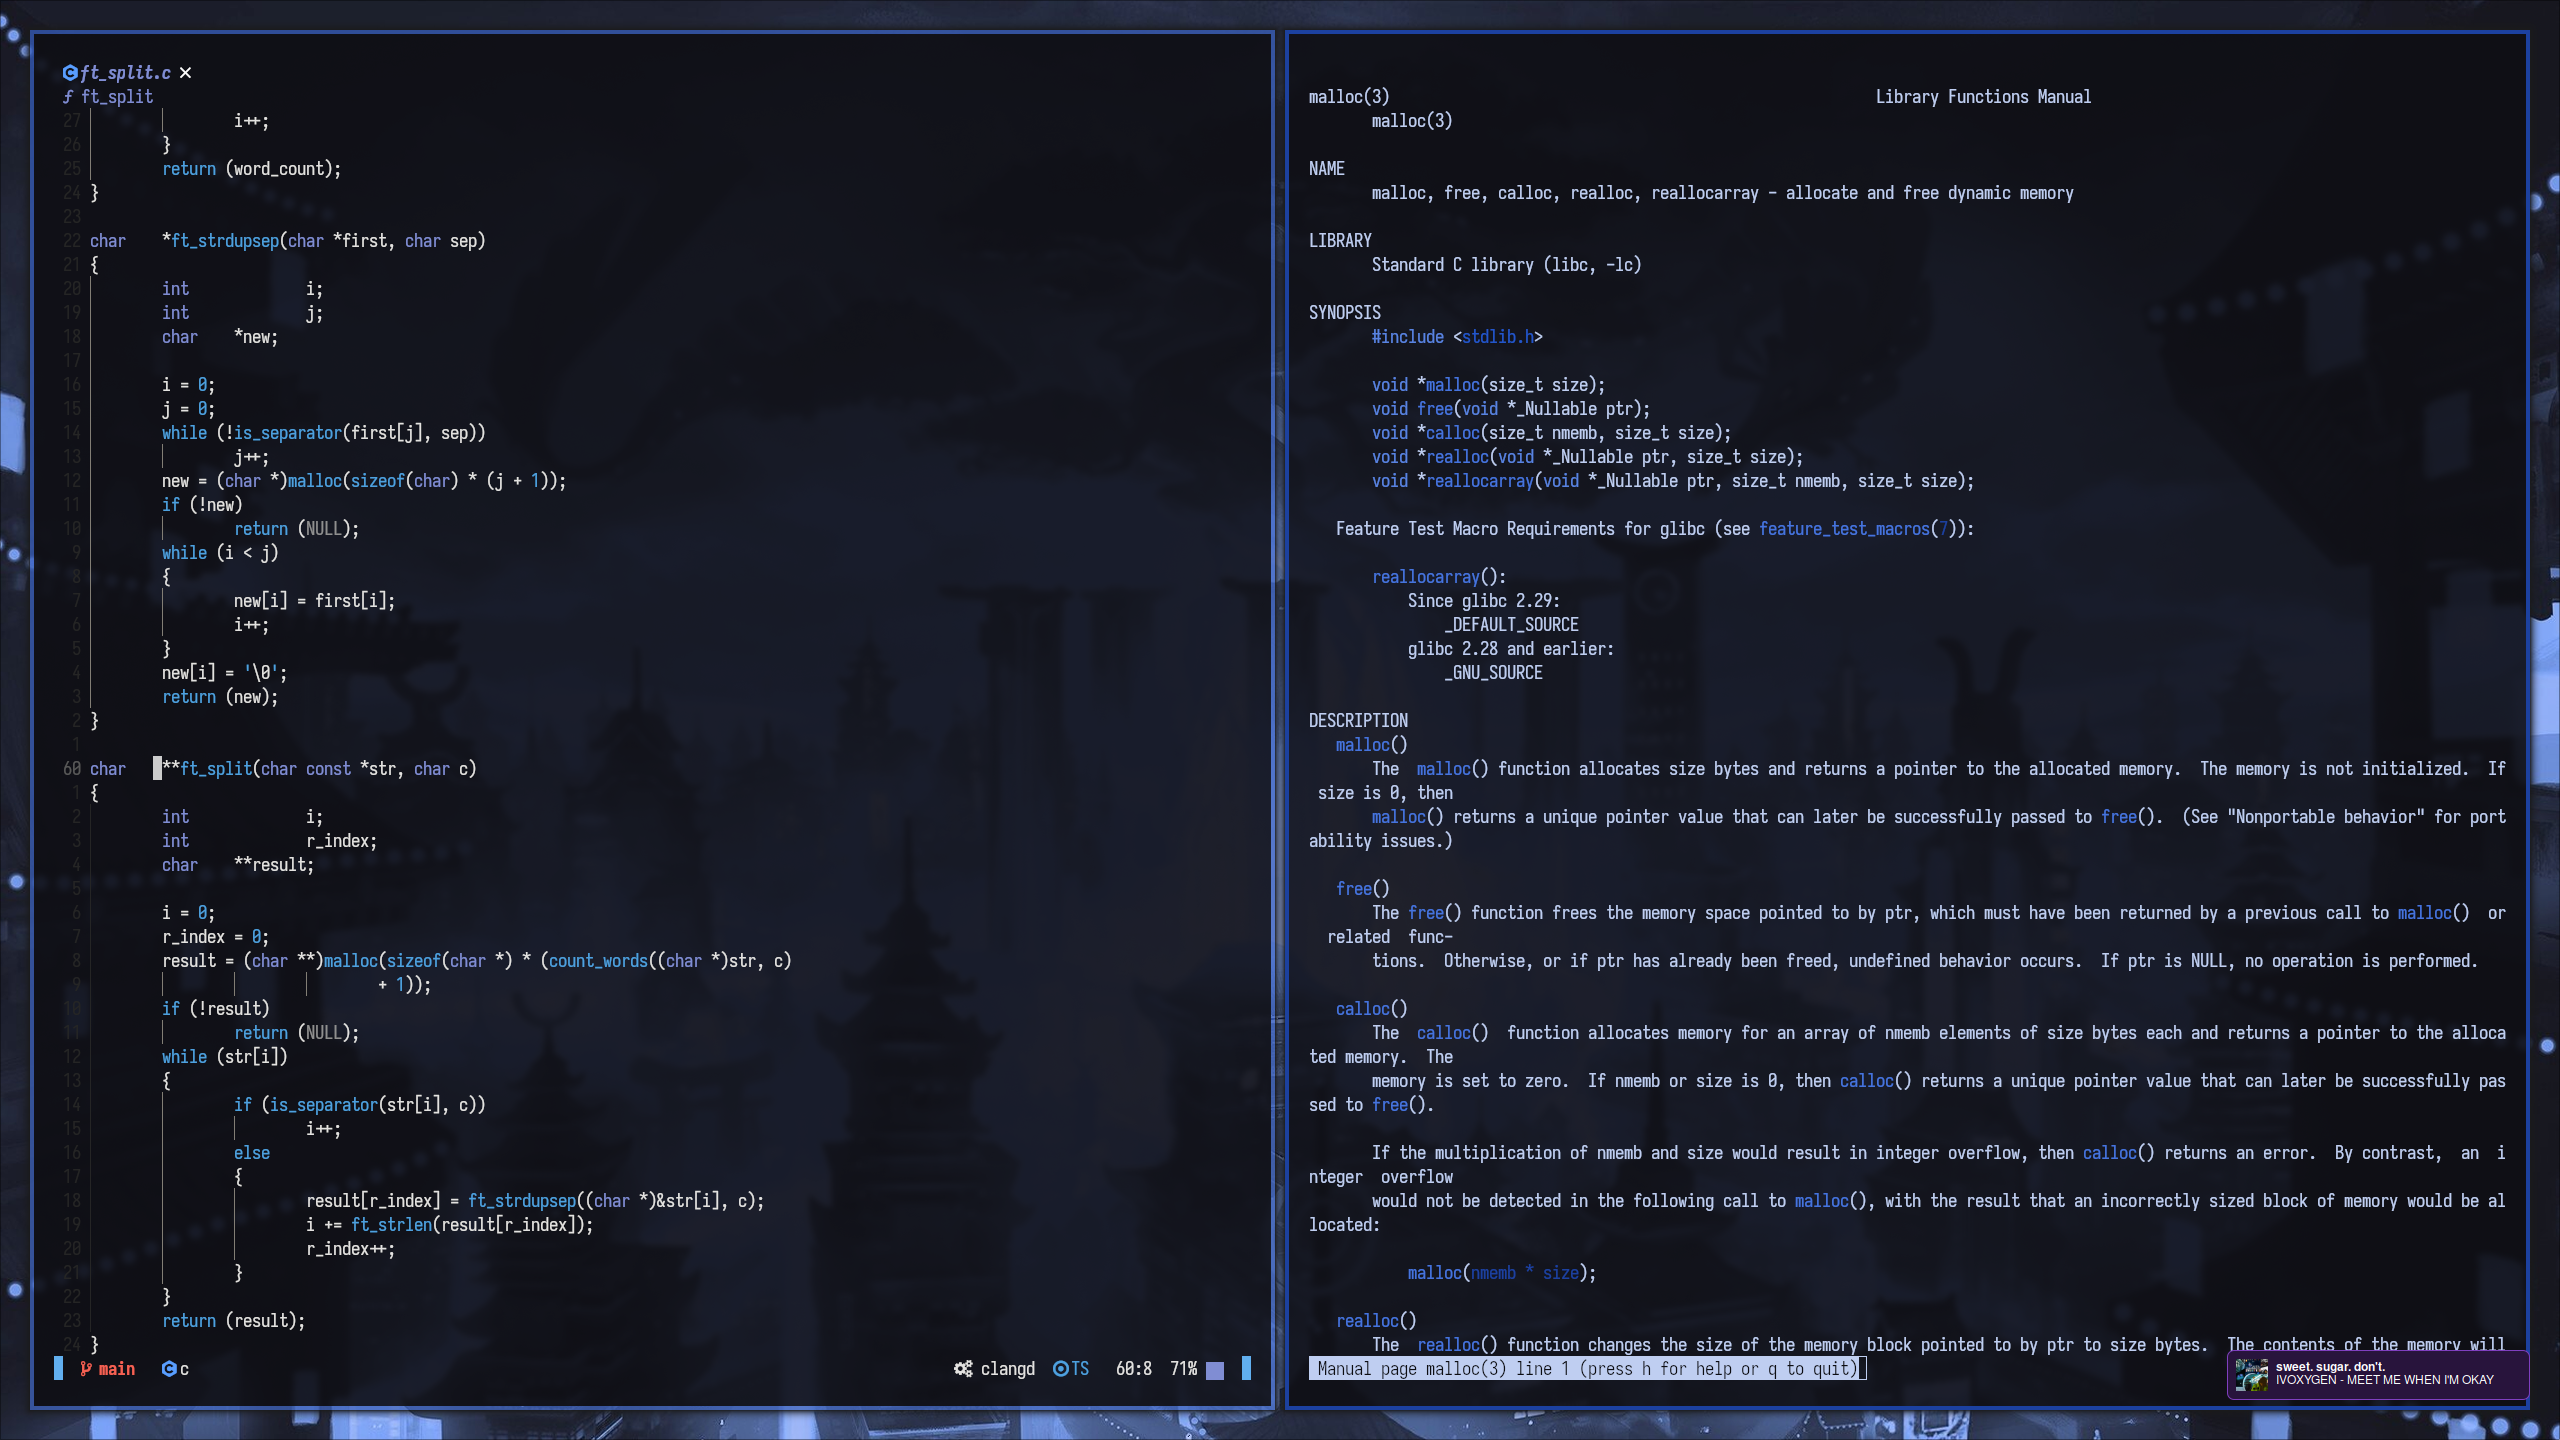 ft_split.c ×
ƒ ft_split
27 i++;
26 }
25 return (word_count);
24 }
23
22 char *ft_strdupsep(char *first, char sep)
21 {
20 int i;
19 int j;
18 char *new;
17
16 i = 0;
15 j = 0;
14 while (!is_separator(first[j], sep))
13 j++;
12 new = (char *)malloc(sizeof(char) * (j + 1));
11 if (!new)
10 return (NULL);
9 while (i < j)
8 {
7 new[i] = first[i];
6 i++;
5 }
4 new[i] = '\0';
3 return (new);
2 }
1
60 char **ft_split(char const *str, char c)
1 {
2 int i;
3 int r_index;
4 char **result;
5
6 i = 0;
7 r_index = 0;
8 result = (char **)malloc(sizeof(char *) * (count_words((char *)str, c)
9 + 1));
10 if (!result)
11 return (NULL);
12 while (str[i])
13 {
14 if (is_separator(str[i], c))
15 i++;
16 else
17 {
18 result[r_index] = ft_strdupsep((char *)&str[i], c);
19 i += ft_strlen(result[r_index]);
20 r_index++;
21 }
22 }
23 return (result);
24 }
main c clangd TS 60:8 71%
malloc(3) Library Functions Manual
malloc(3)
NAME
malloc, free, calloc, realloc, reallocarray - allocate and free dynamic memory
LIBRARY
Standard C library (libc, -lc)
SYNOPSIS
#include <stdlib.h>
void *malloc(size_t size);
void free(void *_Nullable ptr);
void *calloc(size_t nmemb, size_t size);
void *realloc(void *_Nullable ptr, size_t size);
void *reallocarray(void *_Nullable ptr, size_t nmemb, size_t size);
Feature Test Macro Requirements for glibc (see feature_test_macros(7)):
reallocarray():
Since glibc 2.29:
_DEFAULT_SOURCE
glibc 2.28 and earlier:
_GNU_SOURCE
DESCRIPTION
malloc()
The malloc() function allocates size bytes and returns a pointer to the allocated memory. The memory is not initialized. If
size is 0, then
malloc() returns a unique pointer value that can later be successfully passed to free(). (See "Nonportable behavior" for port
ability issues.)
free()
The free() function frees the memory space pointed to by ptr, which must have been returned by a previous call to malloc() or
related func-
tions. Otherwise, or if ptr has already been freed, undefined behavior occurs. If ptr is NULL, no operation is performed.
calloc()
The calloc() function allocates memory for an array of nmemb elements of size bytes each and returns a pointer to the alloca
ted memory. The
memory is set to zero. If nmemb or size is 0, then calloc() returns a unique pointer value that can later be successfully pas
sed to free().
If the multiplication of nmemb and size would result in integer overflow, then calloc() returns an error. By contrast, an i
nteger overflow
would not be detected in the following call to malloc(), with the result that an incorrectly sized block of memory would be al
located:
malloc(nmemb * size);
realloc()
The realloc() function changes the size of the memory block pointed to by ptr to size bytes. The contents of the memory will
Manual page malloc(3) line 1 (press h for help or q to quit)
sweet. sugar. don't.
IVOXYGEN - MEET ME WHEN I'M OKAY